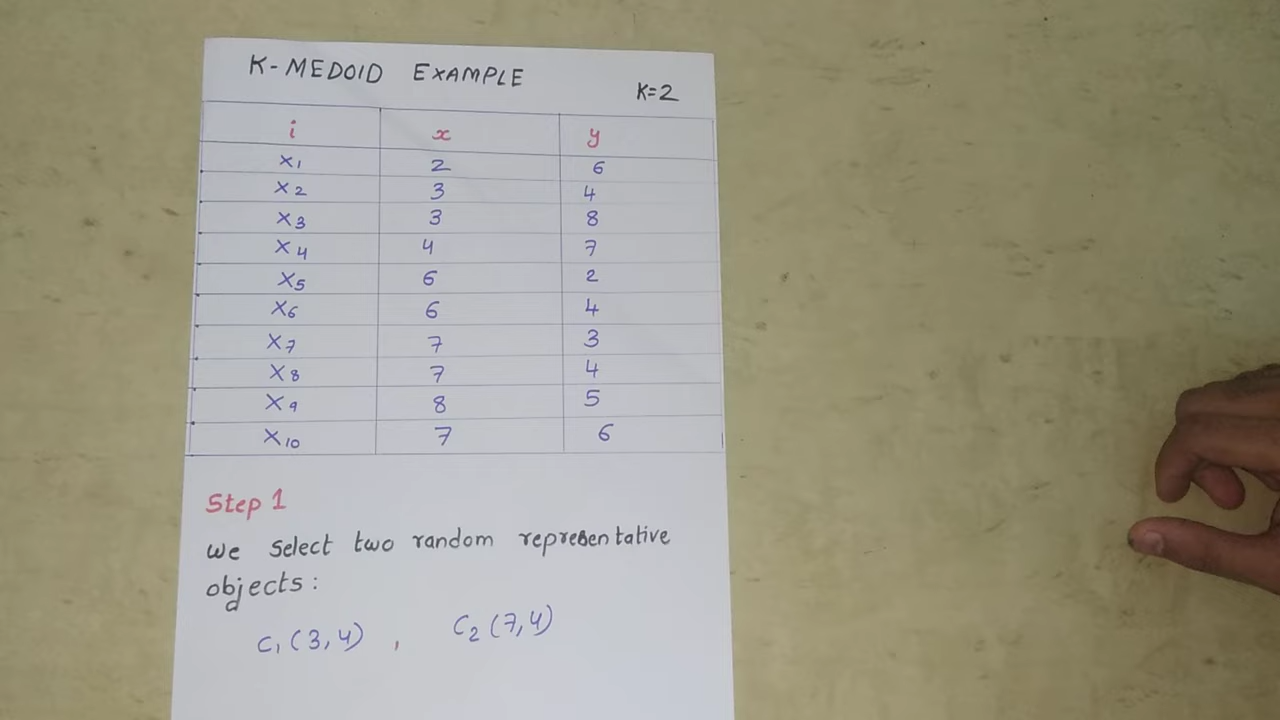 K-MEDOID EXAMPLE
K=2
i x y
X1 2 6
X2 3 4
X3 3 8
X4 4 7
X5 6 2
X6 6 4
X7 7 3
X8 7 4
X9 8 5
X10 7 6
Step 1
We select two random representative
objects:
C1(3,4) , C2(7,4)